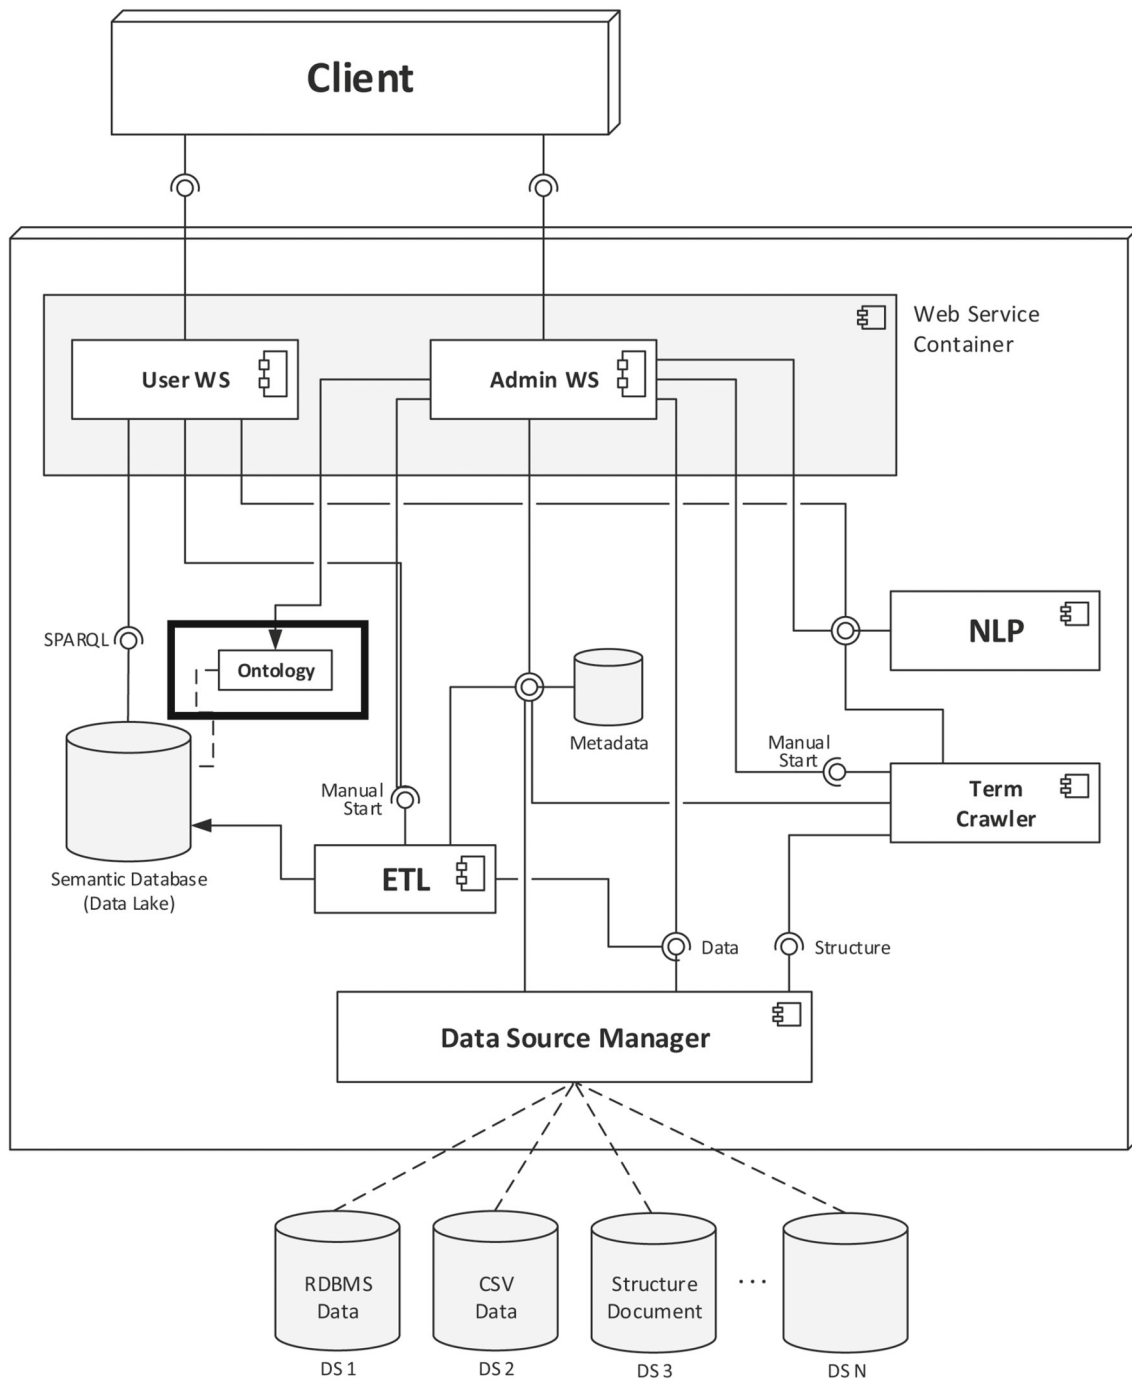 Client
Web Service
Container
User WS
Admin WS
SPARQL
Ontology
NLP
Metadata
Manual
Start
Term
Crawler
Manual
Start
ETL
Semantic Database
(Data Lake)
Data
Structure
Data Source Manager
RDBMS
Data
CSV
Data
Structure
Document
...
DS 1
DS 2
DS 3
DS N